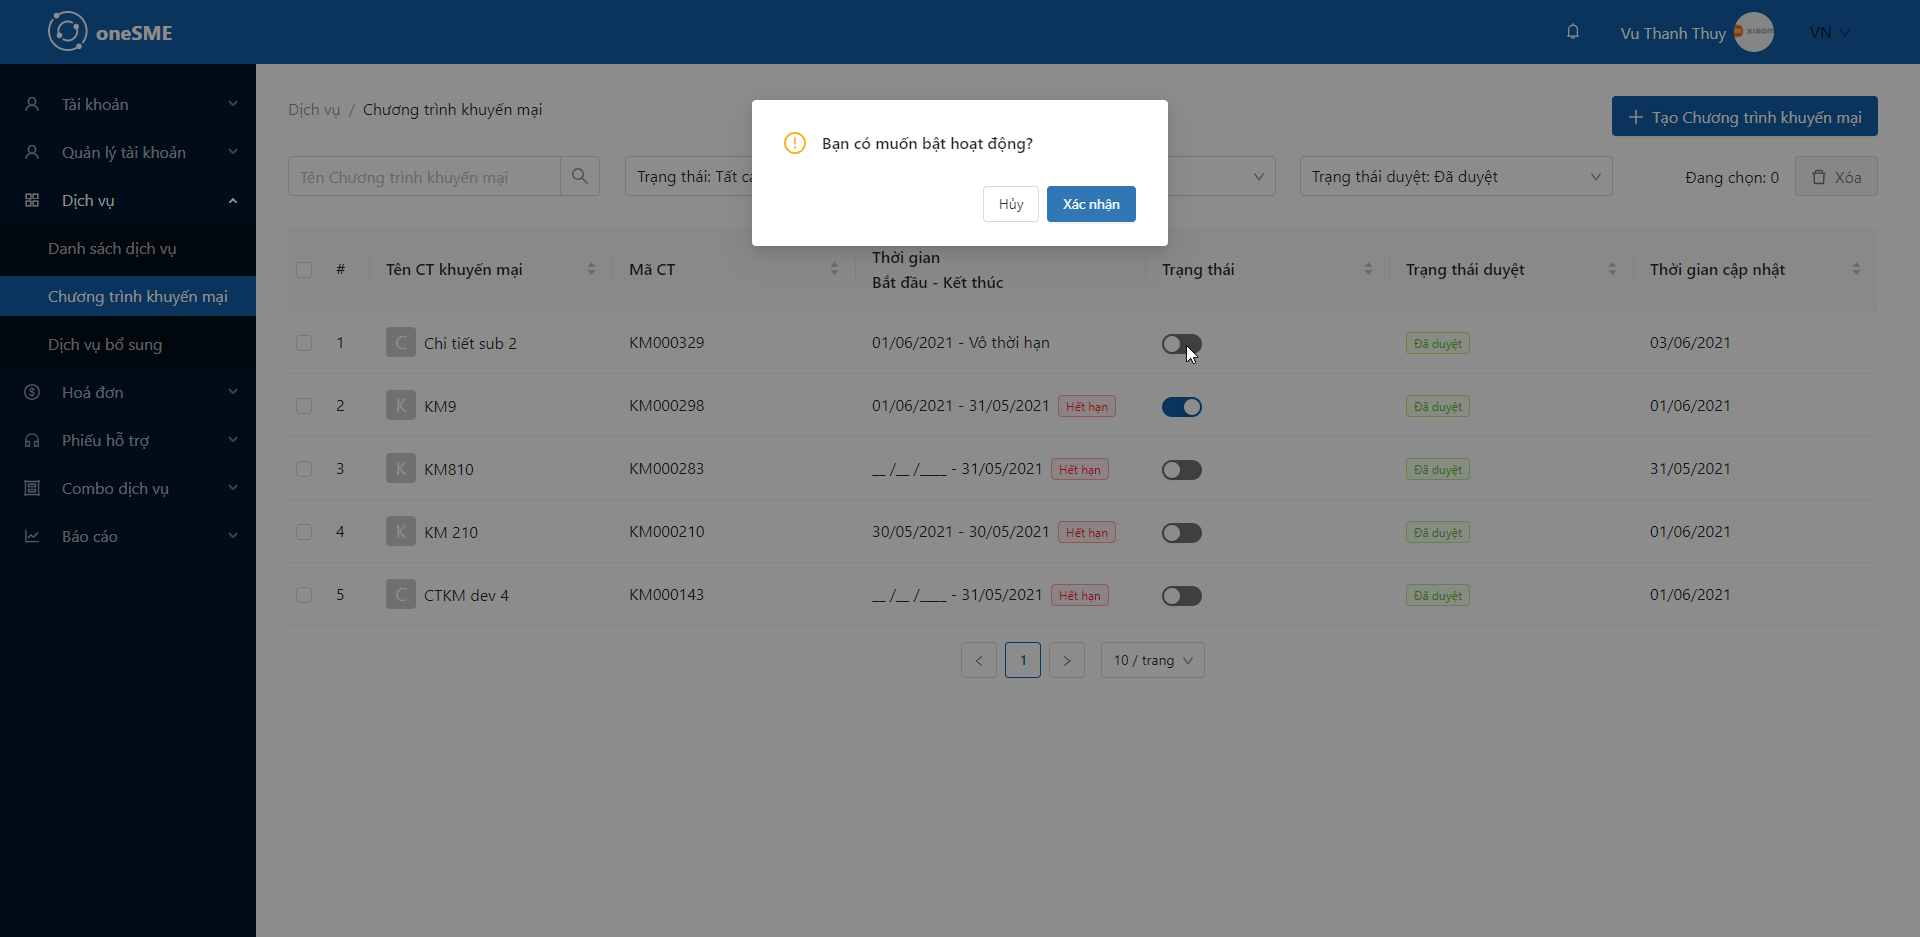 oneSME
Vu Thanh Thuy
VN
Tài khoản
Quản lý tài khoản
Dịch vụ
Danh sách dịch vụ
Chương trình khuyến mại
Dịch vụ bổ sung
Hoá đơn
Phiếu hỗ trợ
Combo dịch vụ
Báo cáo
Dịch vụ / Chương trình khuyến mại
Tạo Chương trình khuyến mại
Bạn có muốn bật hoạt động?
Hủy
Xác nhận
Tên Chương trình khuyến mại
Trạng thái: Tất
Trạng thái duyệt: Đã duyệt
Đang chọn: 0
Xóa
# Tên CT khuyến mại Mã CT Thời gian
Bắt đầu - Kết thúc Trạng thái Trạng thái duyệt Thời gian cập nhật
1 C Chi tiết sub 2 KM000329 01/06/2021 - Vô thời hạn Đã duyệt 03/06/2021
2 K KM9 KM000298 01/06/2021 - 31/05/2021 Hết hạn Đã duyệt 01/06/2021
3 K KM810 KM000283 __ /__ /____ - 31/05/2021 Hết hạn Đã duyệt 31/05/2021
4 K KM 210 KM000210 30/05/2021 - 30/05/2021 Hết hạn Đã duyệt 01/06/2021
5 C CTKM dev 4 KM000143 __ /__ /____ - 31/05/2021 Hết hạn Đã duyệt 01/06/2021
< 1 > 10 / trang